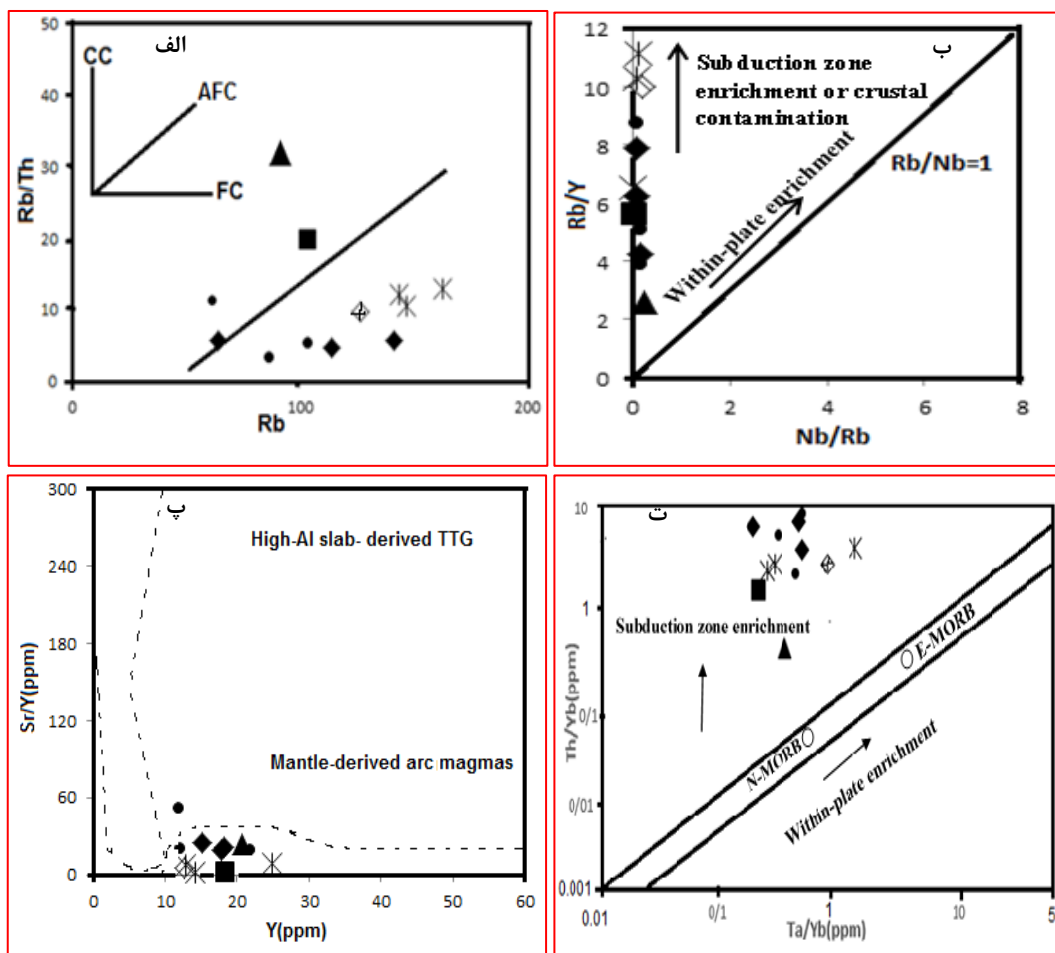 الف
50
40
30
20
10
0
Rb/Th
CC
AFC
FC
0
100
200
Rb
ب
12
10
8
6
4
2
0
Rb/Y
Subduction zone
enrichment or crustal
contamination
Within-plate enrichment
Rb/Nb=1
0
2
4
6
8
Nb/Rb
پ
300
240
180
120
60
0
Sr/Y(ppm)
High-Al slab- derived TTG
Mantle-derived arc magmas
0
10
20
30
40
50
60
Y(ppm)
ت
10
1
0/1
0/01
0.001
Th/Yb(ppm)
Subduction zone enrichment
E-MORB
N-MORB
Within-plate enrichment
0.01
0/1
1
10
5
Ta/Yb(ppm)